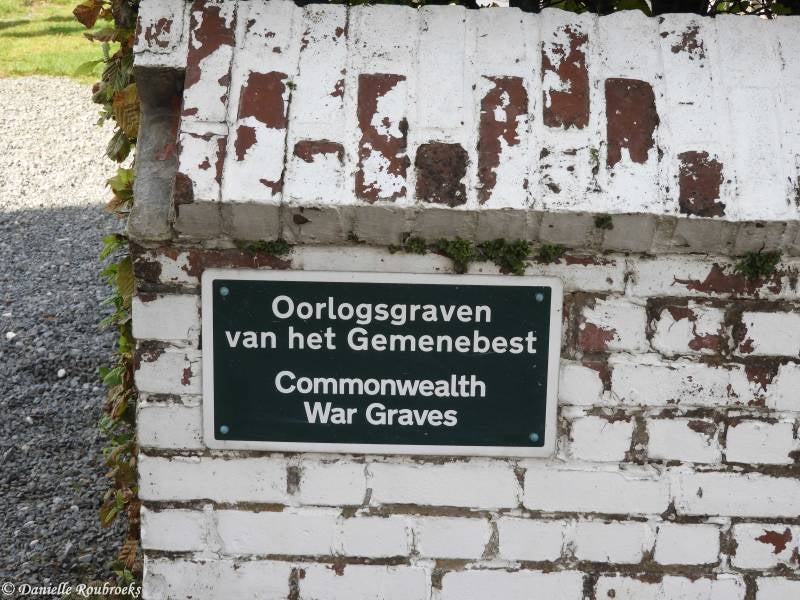 Oorlogsgraven
van het Gemenebest
Commonwealth
War Graves
© Danielle Roubroeks